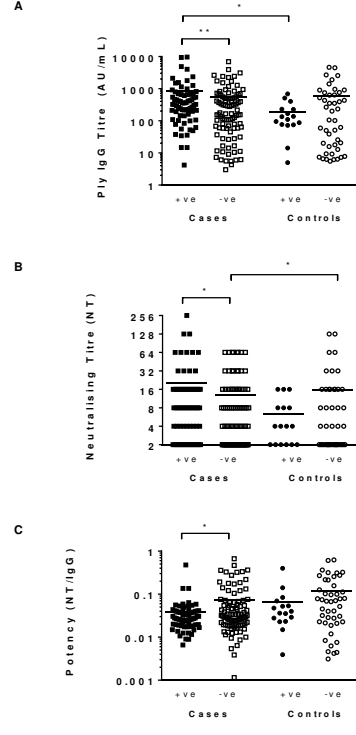 A
*
* *
Ply IgG Titre (AU/mL)
10000
1000
100
10
1
+ve -ve +ve -ve
Cases Controls
B
*
*
Neutralising Titre (NT)
256
128
64
32
16
8
4
2
+ve -ve +ve -ve
Cases Controls
C
*
Potency (NT/IgG)
1
0.1
0.01
0.001
+ve -ve +ve -ve
Cases Controls